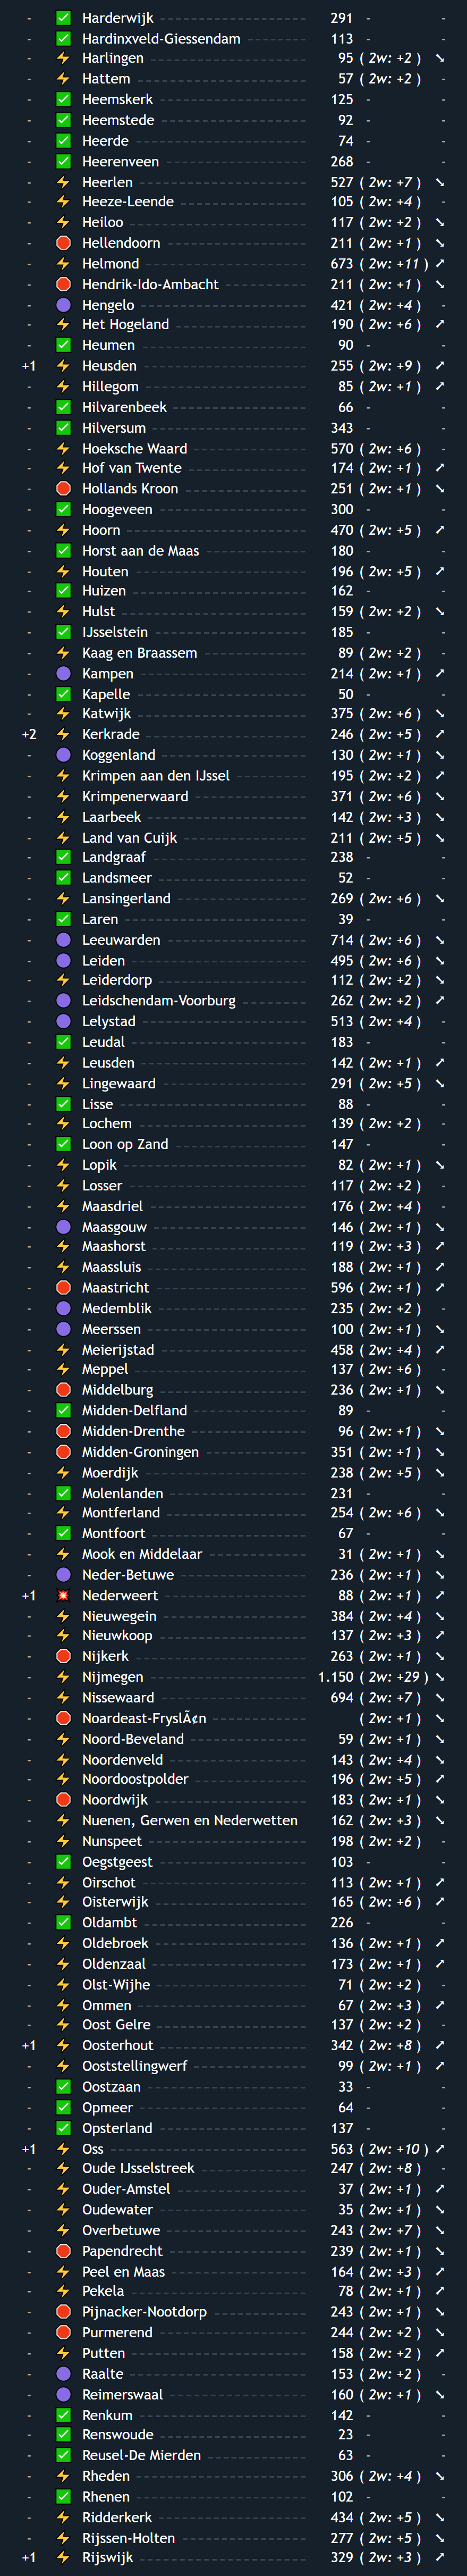 - ✅ Harderwijk 291 - -
- ✅ Hardinxveld-Giessendam 113 - -
- ⚡ Harlingen 95 ( 2w: +2 ) ↘
- ⚡ Hattem 57 ( 2w: +2 ) -
- ✅ Heemskerk 125 - -
- ✅ Heemstede 92 - -
- ✅ Heerde 74 - -
- ✅ Heerenveen 268 - -
- ⚡ Heerlen 527 ( 2w: +7 ) ↘
- ⚡ Heeze-Leende 105 ( 2w: +4 ) -
- ⚡ Heiloo 117 ( 2w: +2 ) ↘
- 🛑 Hellendoorn 211 ( 2w: +1 ) ↘
- ⚡ Helmond 673 ( 2w: +11 ) ↗
- 🛑 Hendrik-Ido-Ambacht 211 ( 2w: +1 ) ↘
- 🟣 Hengelo 421 ( 2w: +4 ) -
- ⚡ Het Hogeland 190 ( 2w: +6 ) ↗
- ✅ Heumen 90 - -
+1 ⚡ Heusden 255 ( 2w: +9 ) ↗
- ⚡ Hillegom 85 ( 2w: +1 ) ↗
- ✅ Hilvarenbeek 66 - -
- ✅ Hilversum 343 - -
- ⚡ Hoeksche Waard 570 ( 2w: +6 ) -
- ⚡ Hof van Twente 174 ( 2w: +1 ) ↗
- 🛑 Hollands Kroon 251 ( 2w: +1 ) ↘
- ✅ Hoogeveen 300 - -
- ⚡ Hoorn 470 ( 2w: +5 ) ↗
- ✅ Horst aan de Maas 180 - -
- ⚡ Houten 196 ( 2w: +5 ) ↗
- ✅ Huizen 162 - -
- ⚡ Hulst 159 ( 2w: +2 ) ↘
- ✅ IJsselstein 185 - -
- ⚡ Kaag en Braassem 89 ( 2w: +2 ) -
- 🟣 Kampen 214 ( 2w: +1 ) ↗
- ✅ Kapelle 50 - -
- ⚡ Katwijk 375 ( 2w: +6 ) ↘
+2 ⚡ Kerkrade 246 ( 2w: +5 ) ↗
- 🟣 Koggenland 130 ( 2w: +1 ) ↘
- ⚡ Krimpen aan den IJssel 195 ( 2w: +2 ) ↗
- ⚡ Krimpenerwaard 371 ( 2w: +6 ) ↘
- ⚡ Laarbeek 142 ( 2w: +3 ) ↘
- ⚡ Land van Cuijk 211 ( 2w: +5 ) ↘
- ✅ Landgraaf 238 - -
- ✅ Landsmeer 52 - -
- ⚡ Lansingerland 269 ( 2w: +6 ) ↘
- ✅ Laren 39 - -
- 🟣 Leeuwarden 714 ( 2w: +6 ) ↘
- 🟣 Leiden 495 ( 2w: +6 ) ↘
- ⚡ Leiderdorp 112 ( 2w: +2 ) ↘
- 🟣 Leidschendam-Voorburg 262 ( 2w: +2 ) ↗
- 🟣 Lelystad 513 ( 2w: +4 ) -
- ✅ Leudal 183 - -
- ⚡ Leusden 142 ( 2w: +1 ) ↗
- ⚡ Lingewaard 291 ( 2w: +5 ) ↘
- ✅ Lisse 88 - -
- ⚡ Lochem 139 ( 2w: +2 ) -
- ✅ Loon op Zand 147 - -
- ⚡ Lopik 82 ( 2w: +1 ) ↘
- ⚡ Losser 117 ( 2w: +2 ) -
- ⚡ Maasdriel 176 ( 2w: +4 ) -
- 🟣 Maasgouw 146 ( 2w: +1 ) ↘
- ⚡ Maashorst 119 ( 2w: +3 ) ↗
- ⚡ Maassluis 188 ( 2w: +1 ) ↗
- 🛑 Maastricht 596 ( 2w: +1 ) ↗
- 🟣 Medemblik 235 ( 2w: +2 ) -
- 🟣 Meerssen 100 ( 2w: +1 ) ↘
- ⚡ Meierijstad 458 ( 2w: +4 ) ↗
- ⚡ Meppel 137 ( 2w: +6 ) -
- 🛑 Middelburg 236 ( 2w: +1 ) ↘
- ✅ Midden-Delfland 89 - -
- 🛑 Midden-Drenthe 96 ( 2w: +1 ) ↘
- 🛑 Midden-Groningen 351 ( 2w: +1 ) ↘
- ⚡ Moerdijk 238 ( 2w: +5 ) ↘
- ✅ Molenlanden 231 - -
- ⚡ Montferland 254 ( 2w: +6 ) ↘
- ✅ Montfoort 67 - -
- ⚡ Mook en Middelaar 31 ( 2w: +1 ) ↘
- 🟣 Neder-Betuwe 236 ( 2w: +1 ) ↘
+1 💥 Nederweert 88 ( 2w: +1 ) ↗
- ⚡ Nieuwegein 384 ( 2w: +4 ) ↘
- ⚡ Nieuwkoop 137 ( 2w: +3 ) ↗
- 🛑 Nijkerk 263 ( 2w: +1 ) ↘
- ⚡ Nijmegen 1.150 ( 2w: +29 ) ↘
- ⚡ Nissewaard 694 ( 2w: +7 ) ↘
- 🛑 Noardeast-FryslÃ¢n ( 2w: +1 ) ↘
- ⚡ Noord-Beveland 59 ( 2w: +1 ) ↘
- ⚡ Noordenveld 143 ( 2w: +4 ) ↘
- ⚡ Noordoostpolder 196 ( 2w: +5 ) ↗
- 🛑 Noordwijk 183 ( 2w: +1 ) ↘
- ⚡ Nuenen, Gerwen en Nederwetten 162 ( 2w: +3 ) ↘
- ⚡ Nunspeet 198 ( 2w: +2 ) -
- ✅ Oegstgeest 103 - -
- ⚡ Oirschot 113 ( 2w: +1 ) ↗
- ⚡ Oisterwijk 165 ( 2w: +6 ) ↗
- ✅ Oldambt 226 - -
- ⚡ Oldebroek 136 ( 2w: +1 ) ↗
- ⚡ Oldenzaal 173 ( 2w: +1 ) ↗
- ⚡ Olst-Wijhe 71 ( 2w: +2 ) -
- ⚡ Ommen 67 ( 2w: +3 ) ↗
- ⚡ Oost Gelre 137 ( 2w: +2 ) -
+1 ⚡ Oosterhout 342 ( 2w: +8 ) ↗
- ⚡ Ooststellingwerf 99 ( 2w: +1 ) ↗
- ✅ Oostzaan 33 - -
- ✅ Opmeer 64 - -
- ✅ Opsterland 137 - -
+1 ⚡ Oss 563 ( 2w: +10 ) ↗
- ⚡ Oude IJsselstreek 247 ( 2w: +8 ) -
- ⚡ Ouder-Amstel 37 ( 2w: +1 ) ↗
- ⚡ Oudewater 35 ( 2w: +1 ) ↘
- ⚡ Overbetuwe 243 ( 2w: +7 ) ↘
- 🛑 Papendrecht 239 ( 2w: +1 ) ↘
- ⚡ Peel en Maas 164 ( 2w: +3 ) ↗
- ⚡ Pekela 78 ( 2w: +1 ) ↗
- 🛑 Pijnacker-Nootdorp 243 ( 2w: +1 ) ↘
- 🛑 Purmerend 244 ( 2w: +2 ) ↘
- ⚡ Putten 158 ( 2w: +2 ) ↗
- 🟣 Raalte 153 ( 2w: +2 ) -
- 🟣 Reimerswaal 160 ( 2w: +1 ) ↘
- ✅ Renkum 142 - -
- ✅ Renswoude 23 - -
- ✅ Reusel-De Mierden 63 - -
- ⚡ Rheden 306 ( 2w: +4 ) ↘
- ✅ Rhenen 102 - -
- ⚡ Ridderkerk 434 ( 2w: +5 ) ↘
- ⚡ Rijssen-Holten 277 ( 2w: +5 ) ↘
+1 ⚡ Rijswijk 329 ( 2w: +3 ) ↗